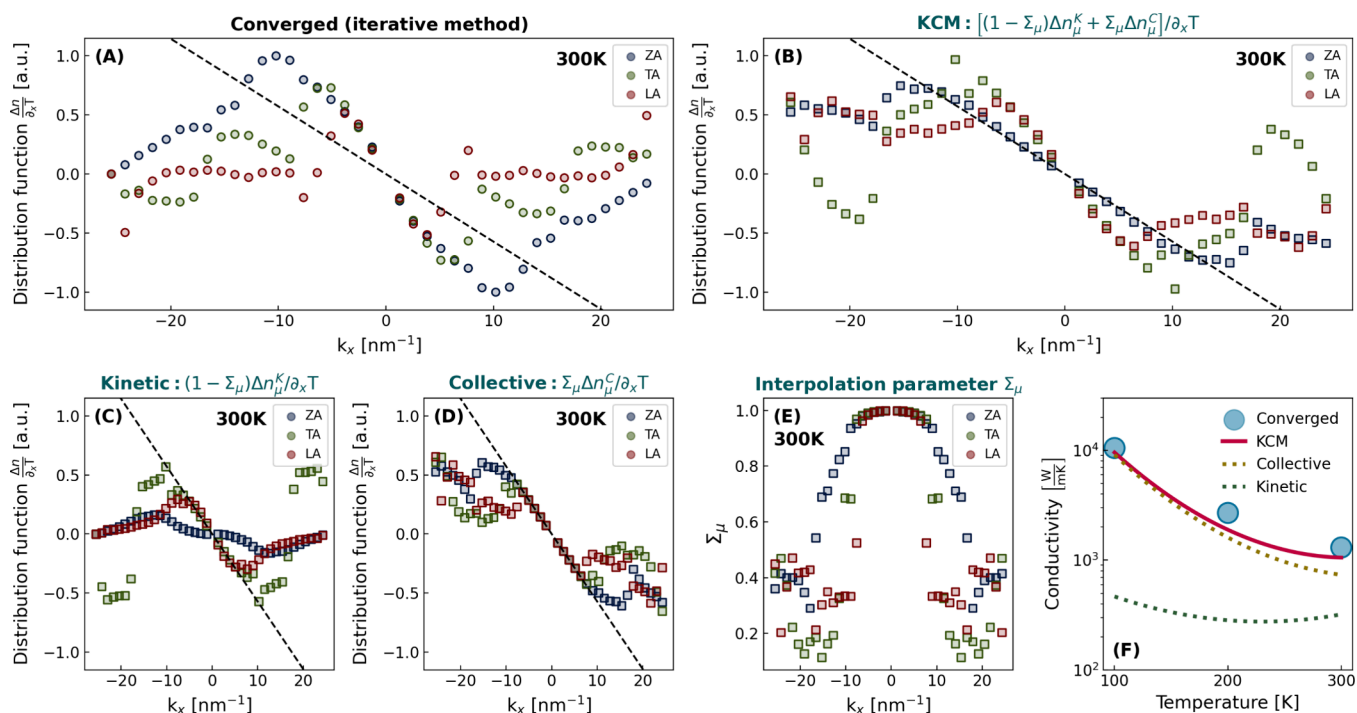 Converged (iterative method)
(A)
300K
ZA
TA
LA
Distribution function Δn/∂ₓT [a.u.]
1.0
0.5
0.0
−0.5
−1.0
−20
−10
0
10
20
kₓ [nm⁻¹]
KCM : [(1 − Σμ)Δnμᴷ + ΣμΔnμᶜ]/∂ₓT
(B)
300K
ZA
TA
LA
Distribution function Δn/∂ₓT [a.u.]
1.0
0.5
0.0
−0.5
−1.0
−20
−10
0
10
20
kₓ [nm⁻¹]
Kinetic : (1 − Σμ)Δnμᴷ/∂ₓT
(C)
300K
ZA
TA
LA
Distribution function Δn/∂ₓT [a.u.]
1.0
0.5
0.0
−0.5
−1.0
−20
−10
0
10
20
kₓ [nm⁻¹]
Collective : ΣμΔnμᶜ/∂ₓT
(D)
300K
ZA
TA
LA
Distribution function Δn/∂ₓT [a.u.]
1.0
0.5
0.0
−0.5
−1.0
−20
−10
0
10
20
kₓ [nm⁻¹]
Interpolation parameter Σμ
(E)
300K
ZA
TA
LA
Σμ
1.0
0.8
0.6
0.4
0.2
−20
−10
0
10
20
kₓ [nm⁻¹]
Converged
KCM
Collective
Kinetic
Conductivity [W/mK]
10⁴
10³
10²
(F)
100
200
300
Temperature [K]